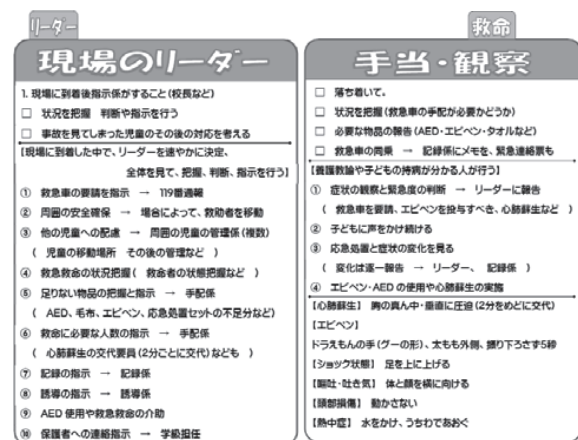 リーダー
現場のリーダー
1. 現場に到着後指示係がすること（校長など）
□ 状況を把握 判断や指示を行う
□ 事故を見てしまった児童のその後の対応を考える
【現場に到着した中で、リーダーを速やかに決定、
全体を見て、把握、判断、指示を行う】
① 救急車の要請を指示 → 119番通報
② 周囲の安全確保 → 場合によって、救助者を移動
③ 他の児童への配慮 → 周囲の児童の管理係（複数）
（ 児童の移動場所 その後の管理など ）
④ 救急救命の状況把握（ 救命者の状態把握など ）
⑤ 足りない物品の把握と指示 → 手配係
（ AED、毛布、エピペン、応急処置セットの不足分など）
⑥ 救命に必要な人数の指示 → 手配係
（ 心肺蘇生の交代要員（2分ごとに交代）なども ）
⑦ 記録の指示 → 記録係
⑧ 誘導の指示 → 誘導係
⑨ AED使用や救急救命の介助
⑩ 保護者への連絡指示 → 学級担任
救命
手当・観察
□ 落ち着いて。
□ 状況を把握（救急車の手配が必要かどうか）
□ 必要な物品の報告（AED・エピペン・タオルなど）
□ 救急車の同乗 → 記録係にメモを、緊急連絡票も
【養護教諭や子どもの持病が分かる人が行う】
① 症状の観察と緊急度の判断 → リーダーに報告
（ 救急車を要請、エピペンを投与すべき、心肺蘇生など ）
② 子どもに声をかけ続ける
③ 応急処置と症状の変化を見る
（ 変化は逐一報告 → リーダー、 記録係 ）
④ エピペン・AEDの使用や心肺蘇生の実施
【心肺蘇生】 胸の真ん中・垂直に圧迫（2分をめどに交代）
【エピペン】
ドラえもんの手（グーの形）、太もも外側、振り下ろさず5秒
【ショック状態】 足を上に上げる
【嘔吐・吐き気】 体と顔を横に向ける
【頭部損傷】 動かさない
【熱中症】 水をかけ、うちわであおぐ